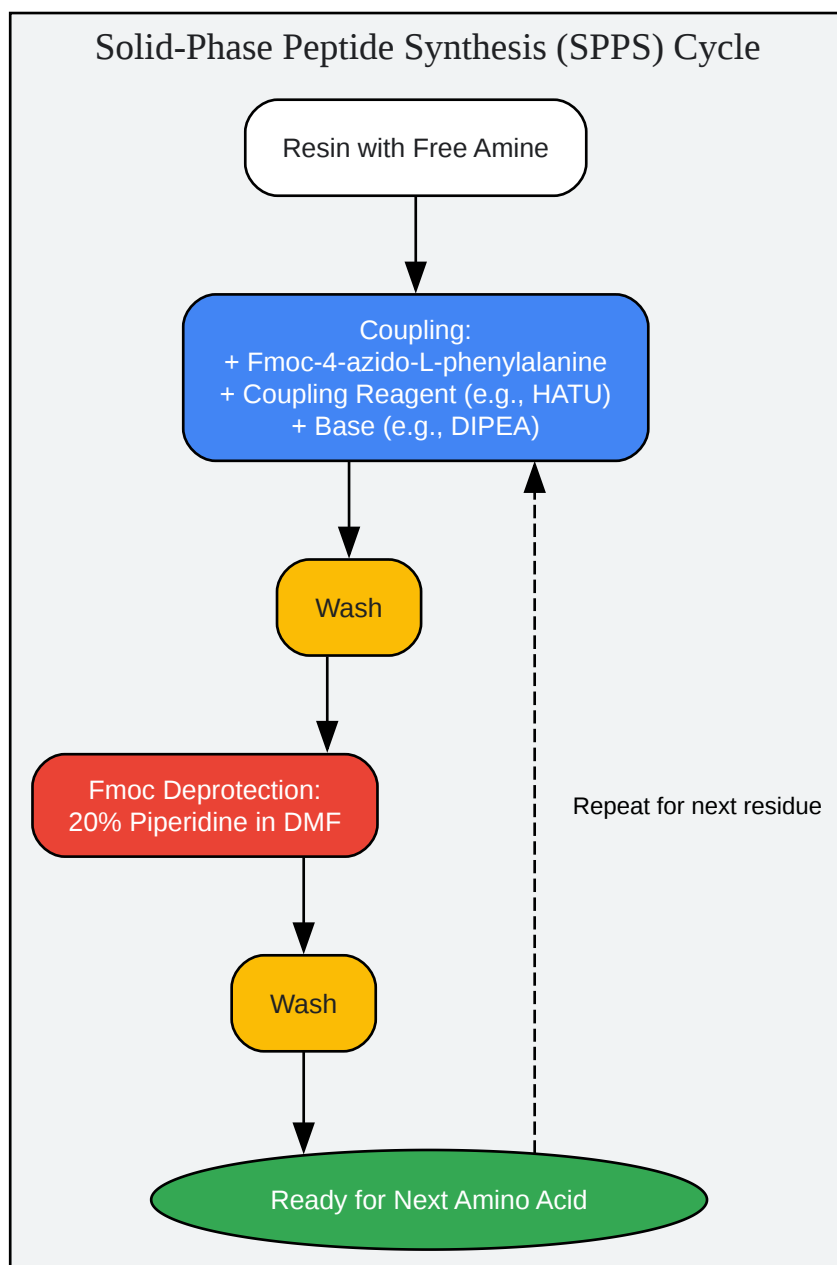 Solid-Phase Peptide Synthesis (SPPS) Cycle
Resin with Free Amine
Coupling:
+ Fmoc-4-azido-L-phenylalanine
+ Coupling Reagent (e.g., HATU)
+ Base (e.g., DIPEA)
Wash
Fmoc Deprotection:
20% Piperidine in DMF
Repeat for next residue
Wash
Ready for Next Amino Acid